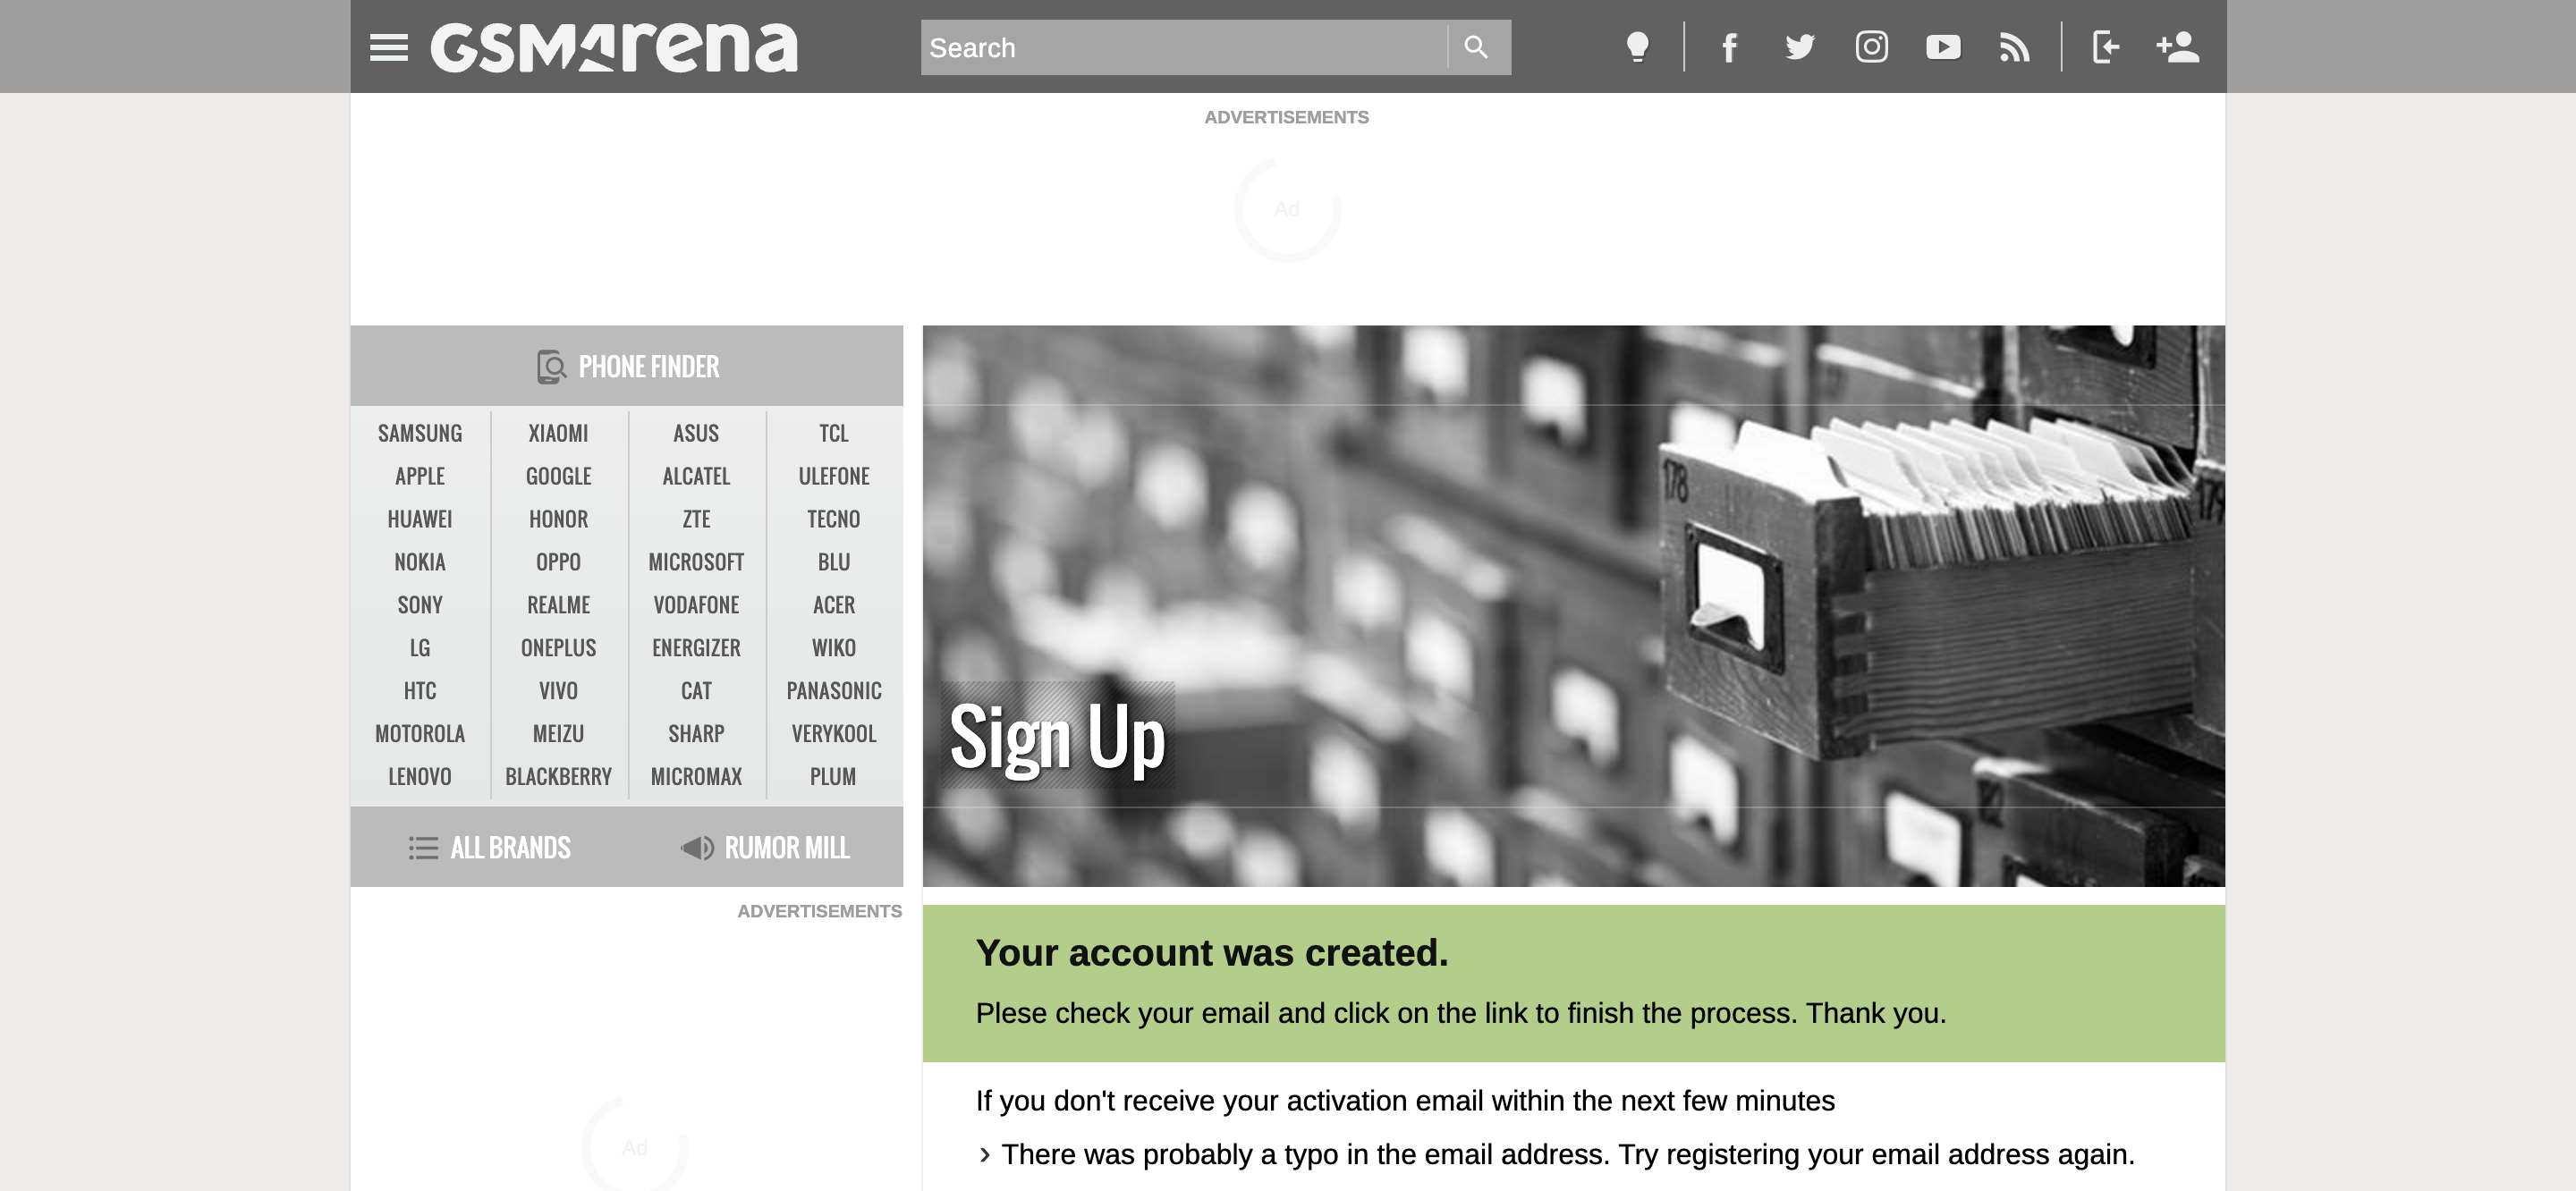 GSMArena
Search
ADVERTISEMENTS
Ad
PHONE FINDER
SAMSUNG XIAOMI ASUS TCL
APPLE GOOGLE ALCATEL ULEFONE
HUAWEI HONOR ZTE TECNO
NOKIA OPPO MICROSOFT BLU
SONY REALME VODAFONE ACER
LG ONEPLUS ENERGIZER WIKO
HTC VIVO CAT PANASONIC
MOTOROLA MEIZU SHARP VERYKOOL
LENOVO BLACKBERRY MICROMAX PLUM
ALL BRANDS RUMOR MILL
ADVERTISEMENTS
Ad
178
Sign Up
Your account was created.
Plese check your email and click on the link to finish the process. Thank you.
If you don't receive your activation email within the next few minutes
› There was probably a typo in the email address. Try registering your email address again.